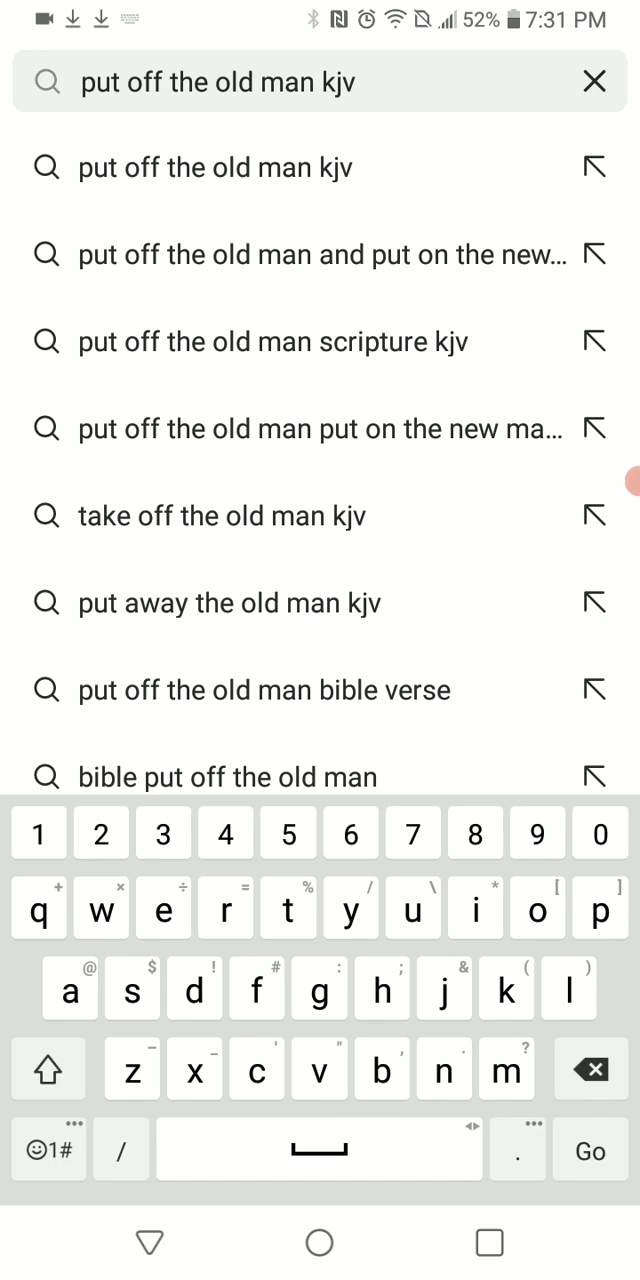 52% 7:31 PM
put off the old man kjv
put off the old man kjv
put off the old man and put on the new...
put off the old man scripture kjv
put off the old man put on the new ma...
take off the old man kjv
put away the old man kjv
put off the old man bible verse
bible put off the old man
1 2 3 4 5 6 7 8 9 0
+ × ÷ = % / \ * [ ]
q w e r t y u i o p
@ $ ! # : ; & ( )
a s d f g h j k l
– _ ' " , . ?
z x c v b n m
1# / . Go